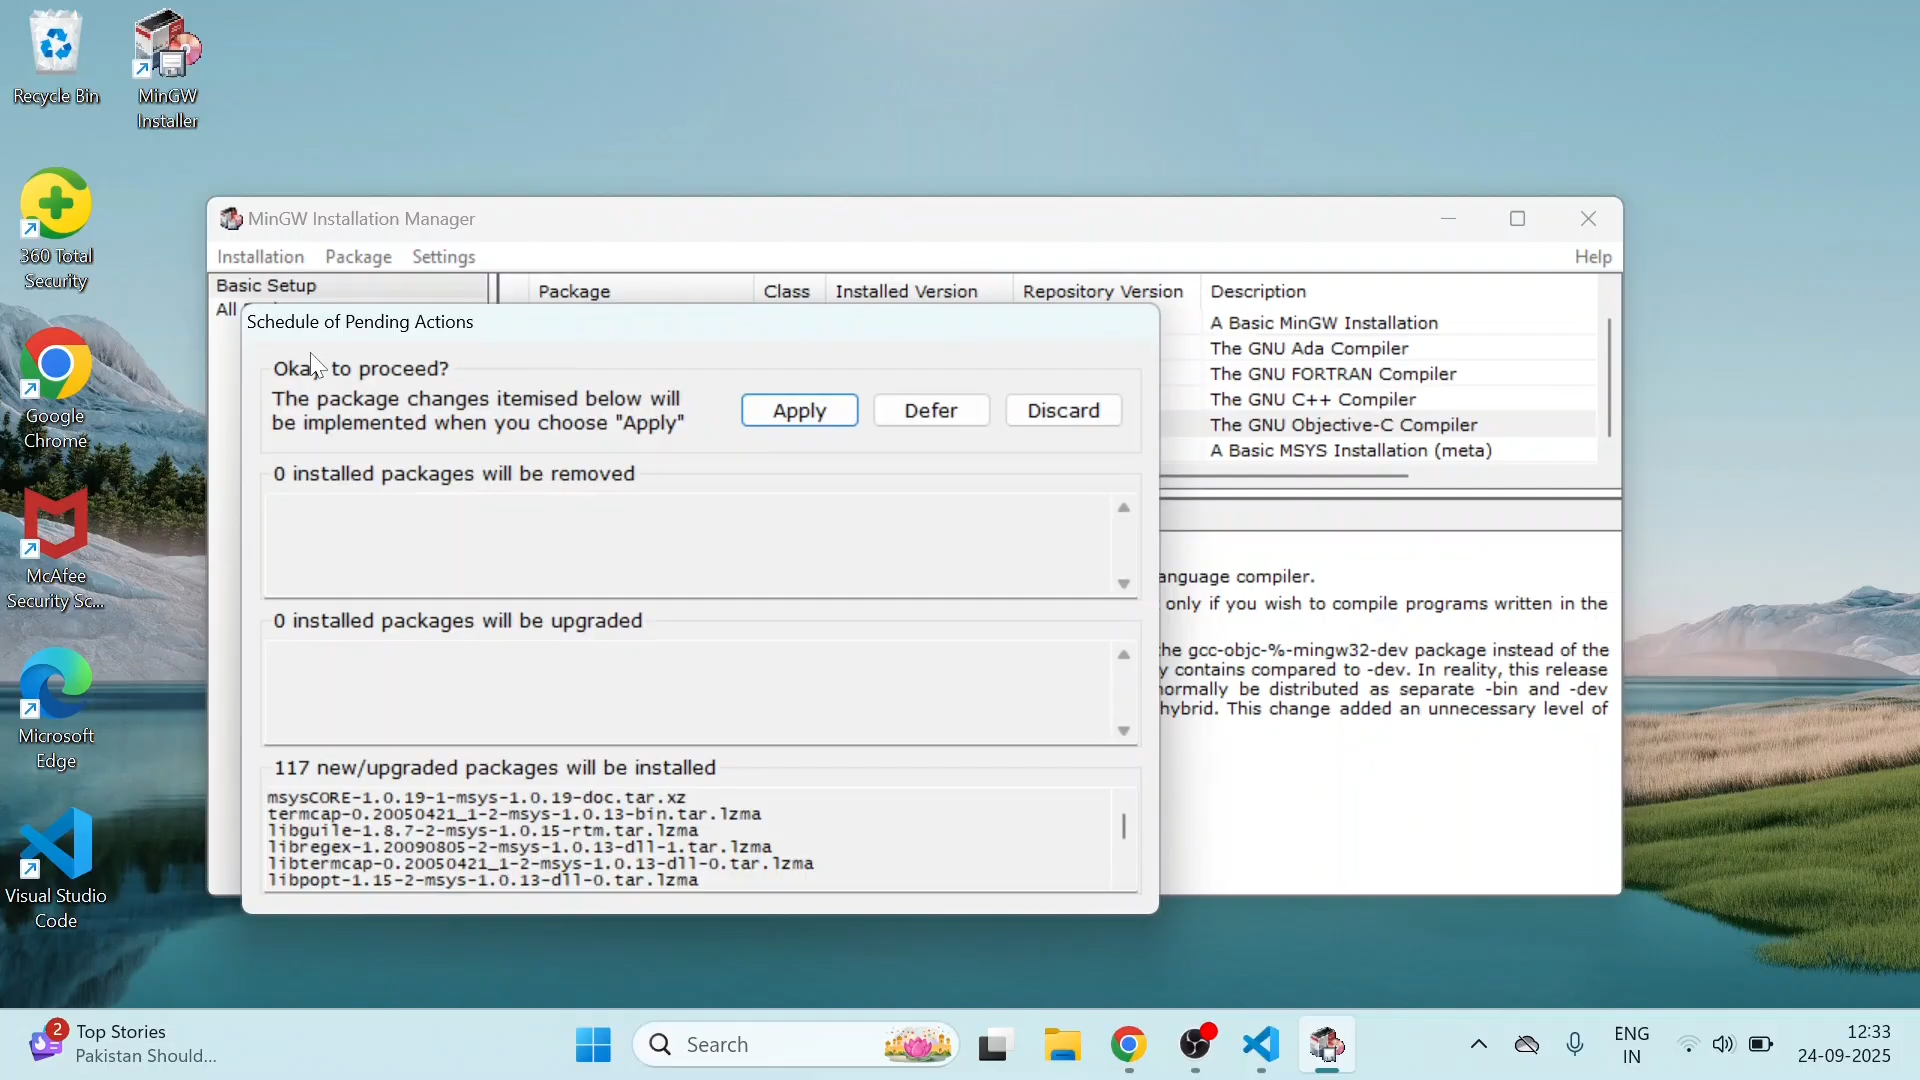 Recycle Bin
MinGW
Installer
360 Total
Security
Google
Chrome
McAfee
Security Sc...
Microsoft
Edge
Visual Studio
Code
MinGW Installation Manager
Installation Package Settings Help
Basic Setup
All
Package Class Installed Version Repository Version Description
A Basic MinGW Installation
The GNU Ada Compiler
The GNU FORTRAN Compiler
The GNU C++ Compiler
The GNU Objective-C Compiler
A Basic MSYS Installation (meta)
anguage compiler.
only if you wish to compile programs written in the
he gcc-objc-%-mingw32-dev package instead of the
y contains compared to -dev. In reality, this release
normally be distributed as separate -bin and -dev
hybrid. This change added an unnecessary level of
Schedule of Pending Actions
Okay to proceed?
The package changes itemised below will
be implemented when you choose "Apply"
Apply Defer Discard
0 installed packages will be removed
0 installed packages will be upgraded
117 new/upgraded packages will be installed
msysCORE-1.0.19-1-msys-1.0.19-doc.tar.xz
termcap-0.20050421_1-2-msys-1.0.13-bin.tar.lzma
libguile-1.8.7-2-msys-1.0.15-rtm.tar.lzma
libregex-1.20090805-2-msys-1.0.13-dll-1.tar.lzma
libtermcap-0.20050421_1-2-msys-1.0.13-dll-0.tar.lzma
libpopt-1.15-2-msys-1.0.13-dll-0.tar.lzma
2
Top Stories
Pakistan Should...
Search
ENG
IN
12:33
24-09-2025